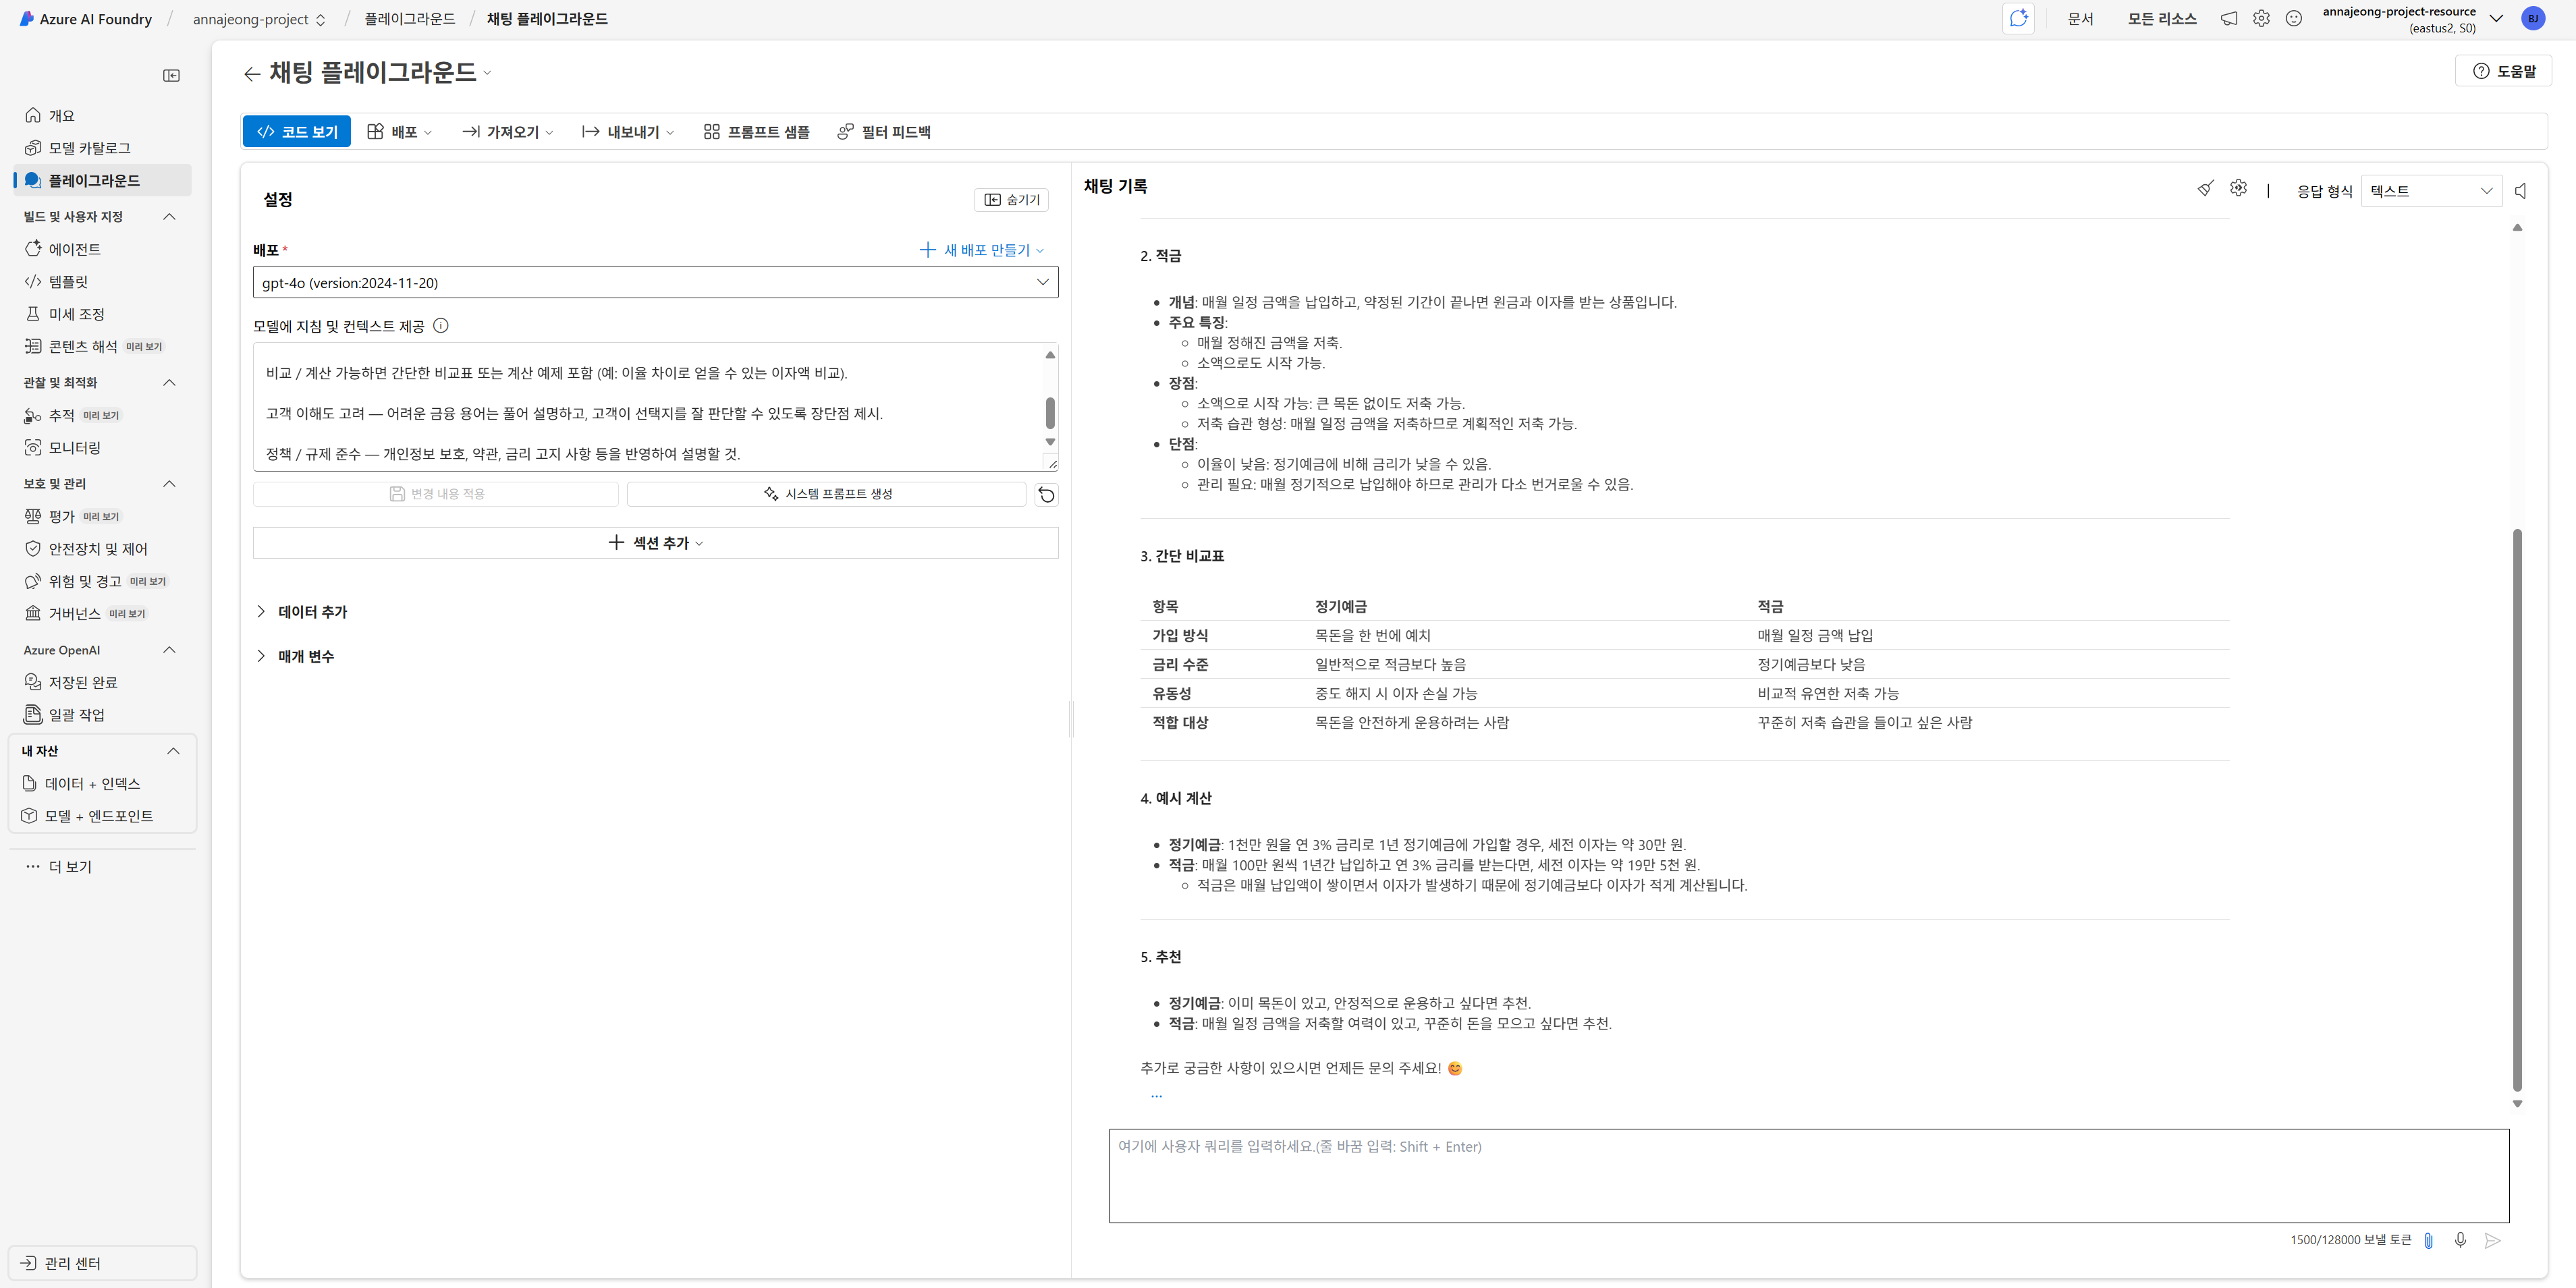 Azure AI Foundry / annajeong-project / 플레이그라운드 / 채팅 플레이그라운드
문서
모든 리소스
annajeong-project-resource
(eastus2, S0)
BJ
개요
모델 카탈로그
플레이그라운드
빌드 및 사용자 지정
에이전트
템플릿
미세 조정
콘텐츠 해석 미리 보기
관찰 및 최적화
추적 미리 보기
모니터링
보호 및 관리
평가 미리 보기
안전장치 및 제어
위험 및 경고 미리 보기
거버넌스 미리 보기
Azure OpenAI
저장된 완료
일괄 작업
내 자산
데이터 + 인덱스
모델 + 엔드포인트
더 보기
관리 센터
채팅 플레이그라운드
도움말
코드 보기
배포
가져오기
내보내기
프롬프트 샘플
필터 피드백
설정
숨기기
배포 *
새 배포 만들기
gpt-4o (version:2024-11-20)
모델에 지침 및 컨텍스트 제공
비교 / 계산 가능하면 간단한 비교표 또는 계산 예제 포함 (예: 이율 차이로 얻을 수 있는 이자액 비교).
고객 이해도 고려 — 어려운 금융 용어는 풀어 설명하고, 고객이 선택지를 잘 판단할 수 있도록 장단점 제시.
정책 / 규제 준수 — 개인정보 보호, 약관, 금리 고지 사항 등을 반영하여 설명할 것.
변경 내용 적용
시스템 프롬프트 생성
섹션 추가
데이터 추가
매개 변수
채팅 기록
응답 형식
텍스트
2. 적금
• 개념: 매월 일정 금액을 납입하고, 약정된 기간이 끝나면 원금과 이자를 받는 상품입니다.
• 주요 특징:
◦ 매월 정해진 금액을 저축.
◦ 소액으로도 시작 가능.
• 장점:
◦ 소액으로 시작 가능: 큰 목돈 없이도 저축 가능.
◦ 저축 습관 형성: 매월 일정 금액을 저축하므로 계획적인 저축 가능.
• 단점:
◦ 이율이 낮음: 정기예금에 비해 금리가 낮을 수 있음.
◦ 관리 필요: 매월 정기적으로 납입해야 하므로 관리가 다소 번거로울 수 있음.
3. 간단 비교표
항목 정기예금 적금
가입 방식 목돈을 한 번에 예치 매월 일정 금액 납입
금리 수준 일반적으로 적금보다 높음 정기예금보다 낮음
유동성 중도 해지 시 이자 손실 가능 비교적 유연한 저축 가능
적합 대상 목돈을 안전하게 운용하려는 사람 꾸준히 저축 습관을 들이고 싶은 사람
4. 예시 계산
• 정기예금: 1천만 원을 연 3% 금리로 1년 정기예금에 가입할 경우, 세전 이자는 약 30만 원.
• 적금: 매월 100만 원씩 1년간 납입하고 연 3% 금리를 받는다면, 세전 이자는 약 19만 5천 원.
◦ 적금은 매월 납입액이 쌓이면서 이자가 발생하기 때문에 정기예금보다 이자가 적게 계산됩니다.
5. 추천
• 정기예금: 이미 목돈이 있고, 안정적으로 운용하고 싶다면 추천.
• 적금: 매월 일정 금액을 저축할 여력이 있고, 꾸준히 돈을 모으고 싶다면 추천.
추가로 궁금한 사항이 있으시면 언제든 문의 주세요! 😊
여기에 사용자 쿼리를 입력하세요.(줄 바꿈 입력: Shift + Enter)
1500/128000 보낼 토큰